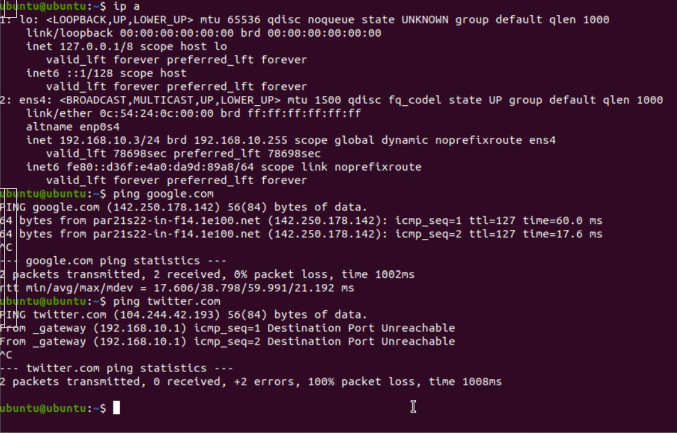 ubuntu@ubuntu:~$ ip a
1: lo: <LOOPBACK,UP,LOWER_UP> mtu 65536 qdisc noqueue state UNKNOWN group default qlen 1000
link/loopback 00:00:00:00:00:00 brd 00:00:00:00:00:00
inet 127.0.0.1/8 scope host lo
valid_lft forever preferred_lft forever
inet6 ::1/128 scope host
valid_lft forever preferred_lft forever
2: ens4: <BROADCAST,MULTICAST,UP,LOWER_UP> mtu 1500 qdisc fq_codel state UP group default qlen 1000
link/ether 0c:54:24:0c:00:00 brd ff:ff:ff:ff:ff:ff
altname enp0s4
inet 192.168.10.3/24 brd 192.168.10.255 scope global dynamic noprefixroute ens4
valid_lft 78698sec preferred_lft 78698sec
inet6 fe80::d36f:e4a0:da9d:89a8/64 scope link noprefixroute
valid_lft forever preferred_lft forever
ubuntu@ubuntu:~$ ping google.com
PING google.com (142.250.178.142) 56(84) bytes of data.
64 bytes from par21s22-in-f14.1e100.net (142.250.178.142): icmp_seq=1 ttl=127 time=60.0 ms
64 bytes from par21s22-in-f14.1e100.net (142.250.178.142): icmp_seq=2 ttl=127 time=17.6 ms
^C
--- google.com ping statistics ---
2 packets transmitted, 2 received, 0% packet loss, time 1002ms
rtt min/avg/max/mdev = 17.606/38.798/59.991/21.192 ms
ubuntu@ubuntu:~$ ping twitter.com
PING twitter.com (104.244.42.193) 56(84) bytes of data.
From _gateway (192.168.10.1) icmp_seq=1 Destination Port Unreachable
From _gateway (192.168.10.1) icmp_seq=2 Destination Port Unreachable
^C
--- twitter.com ping statistics ---
2 packets transmitted, 0 received, +2 errors, 100% packet loss, time 1008ms
ubuntu@ubuntu:~$